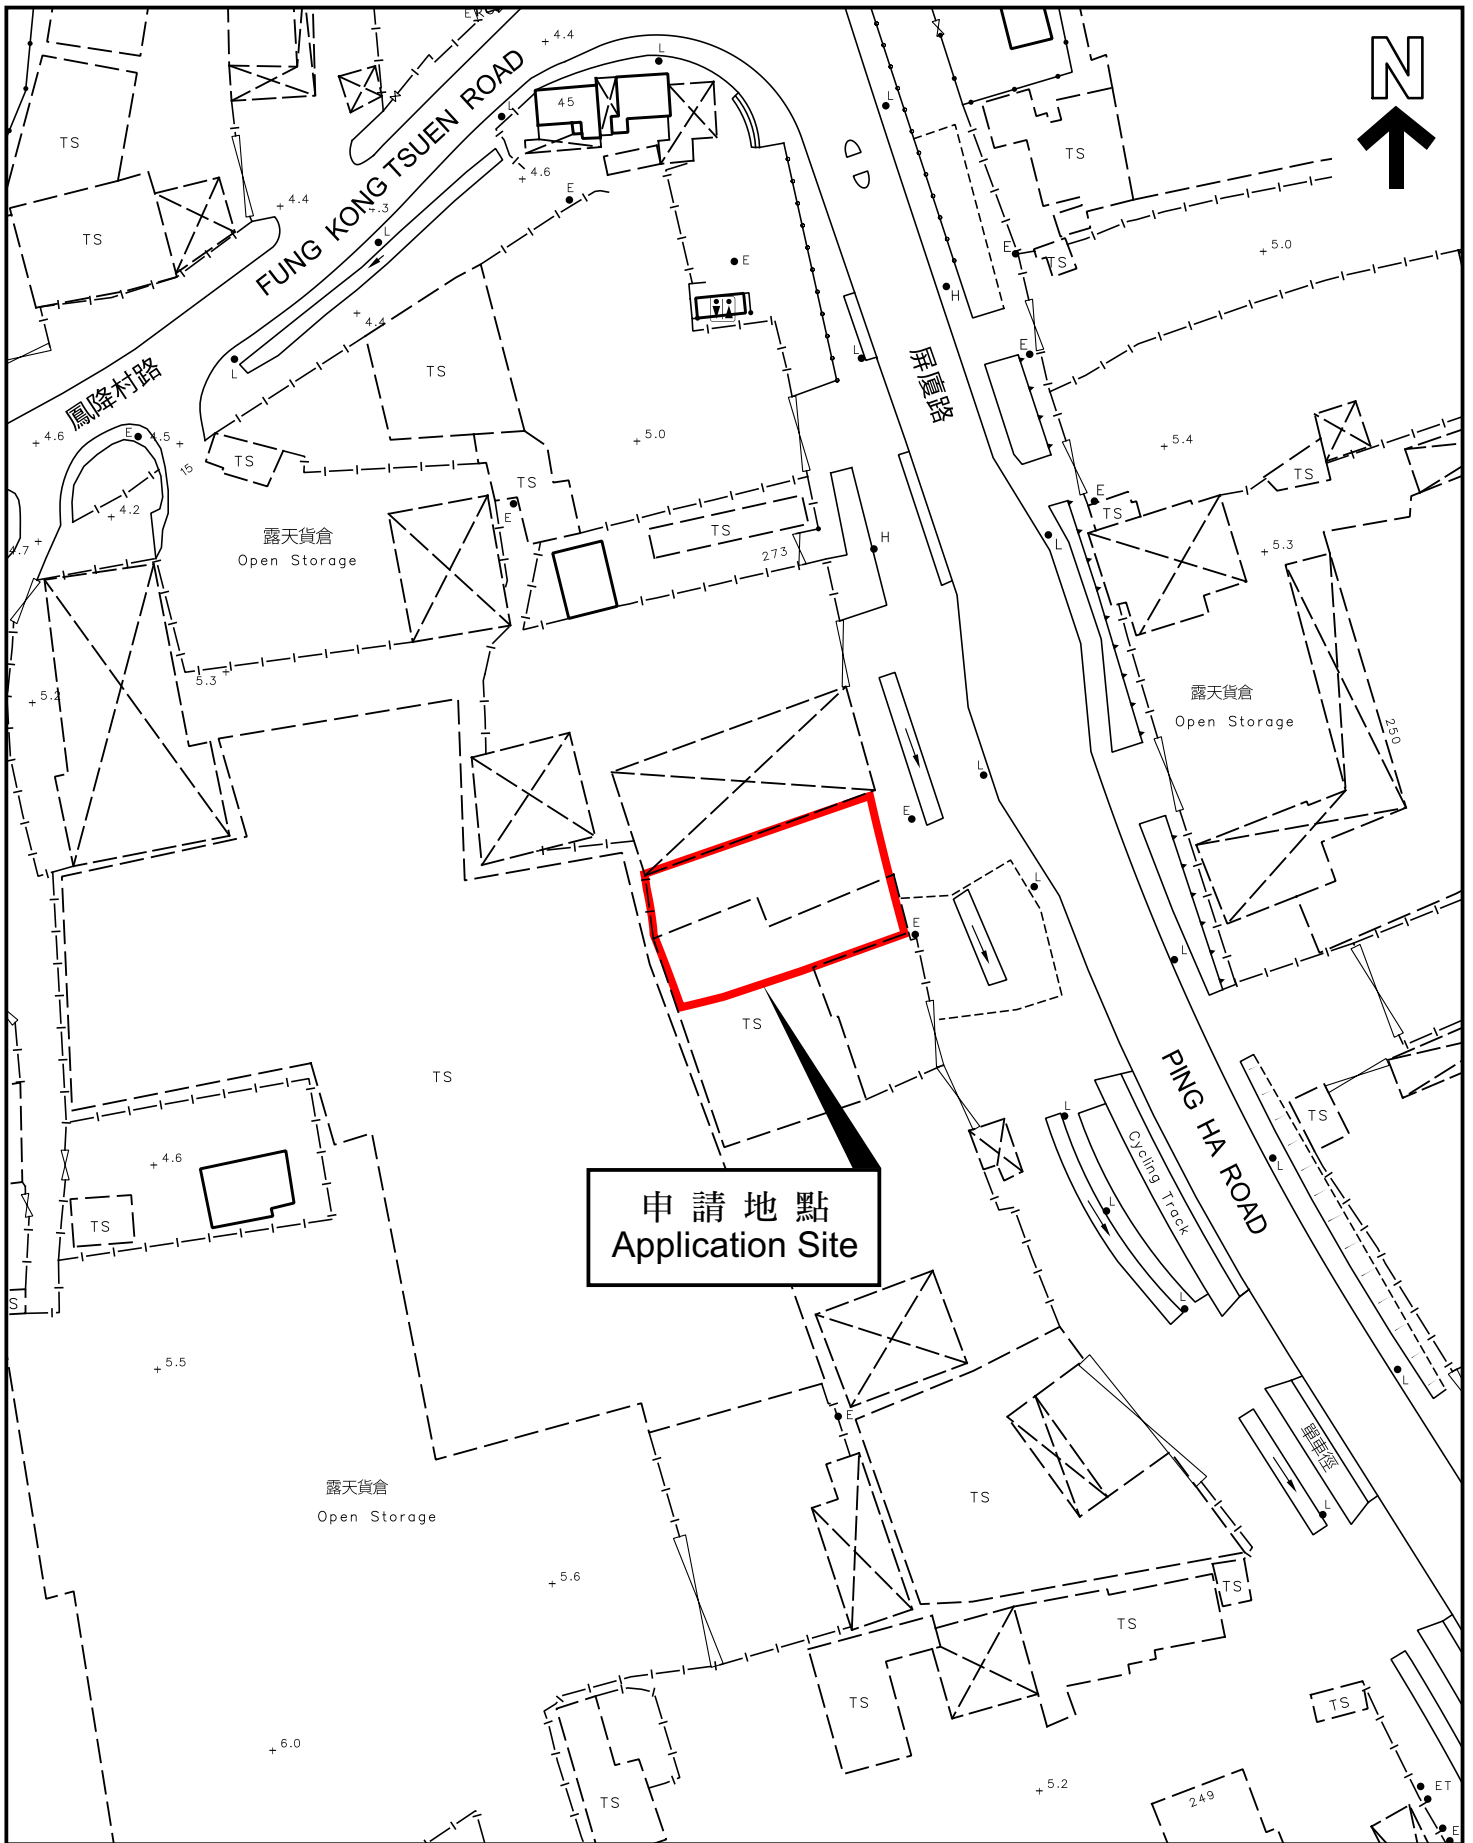 N
4.4
L
L
45
L
FUNG KONG TSUEN ROAD
TS
TS
4.6
E
TS
4.4
4.3
L
E
5.0
E
TS
H
4.4
E
L
L
TS
屏廈路
鳳降村路
4.6
E
4.5
15
TS
5.0
5.4
TS
TS
E
E
TS
4.2
露天貨倉
Open Storage
TS
273
H
L
5.3
4.7
5.3
5.2
露天貨倉
Open Storage
250
L
E
L
E
L
TS
TS
PING HA ROAD
L
TS
4.6
Cycling Track
L
TS
L
申請地點
Application Site
L
S
5.5
L
E
單車徑
露天貨倉
Open Storage
TS
L
5.6
TS
TS
TS
TS
6.0
5.2
ET
TS
249
E